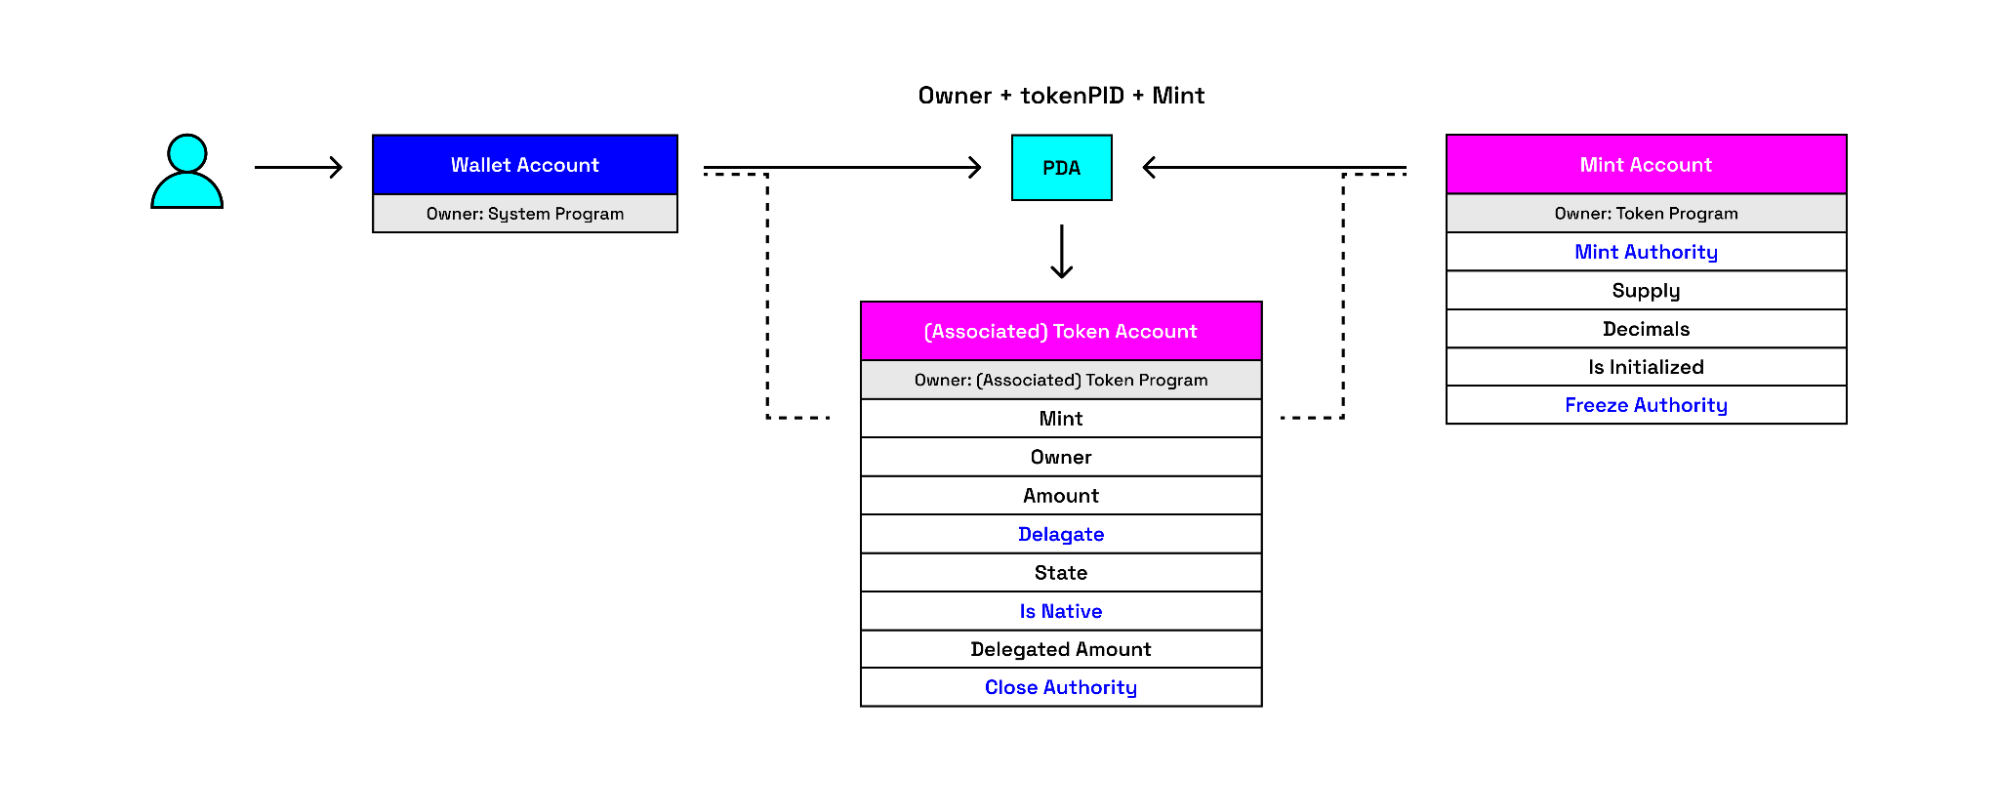 Owner + tokenPID + Mint
Wallet Account
Owner: System Program
PDA
(Associated) Token Account
Owner: (Associated) Token Program
Mint
Owner
Amount
Delagate
State
Is Native
Delegated Amount
Close Authority
Mint Account
Owner: Token Program
Mint Authority
Supply
Decimals
Is Initialized
Freeze Authority